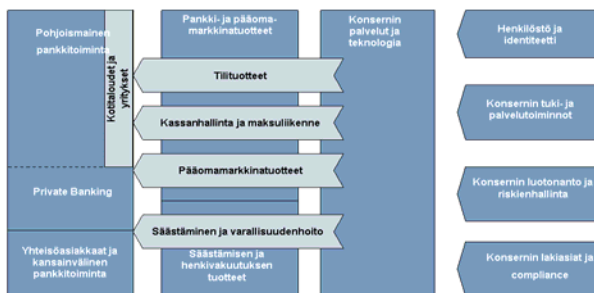 Pohjoismainen
pankkitoiminta
Kotitaloudet ja
yritykset
Private Banking
Yhteisöasiakkaat ja
kansainvälinen
pankkitoiminta
Pankki- ja pääoma-
markkinatuotteet
Tilituotteet
Kassanhallinta ja maksuliikenne
Pääomamarkkinatuotteet
Säästäminen ja varallisuudenhoito
Säästämisen ja
henkivakuutuksen
tuotteet
Konsernin
palvelut ja
teknologia
Henkilöstö ja
identiteetti
Konsernin tuki- ja
palvelutoiminnot
Konsernin luotonanto ja
riskienhallinta
Konsernin lakiasiat ja
compliance